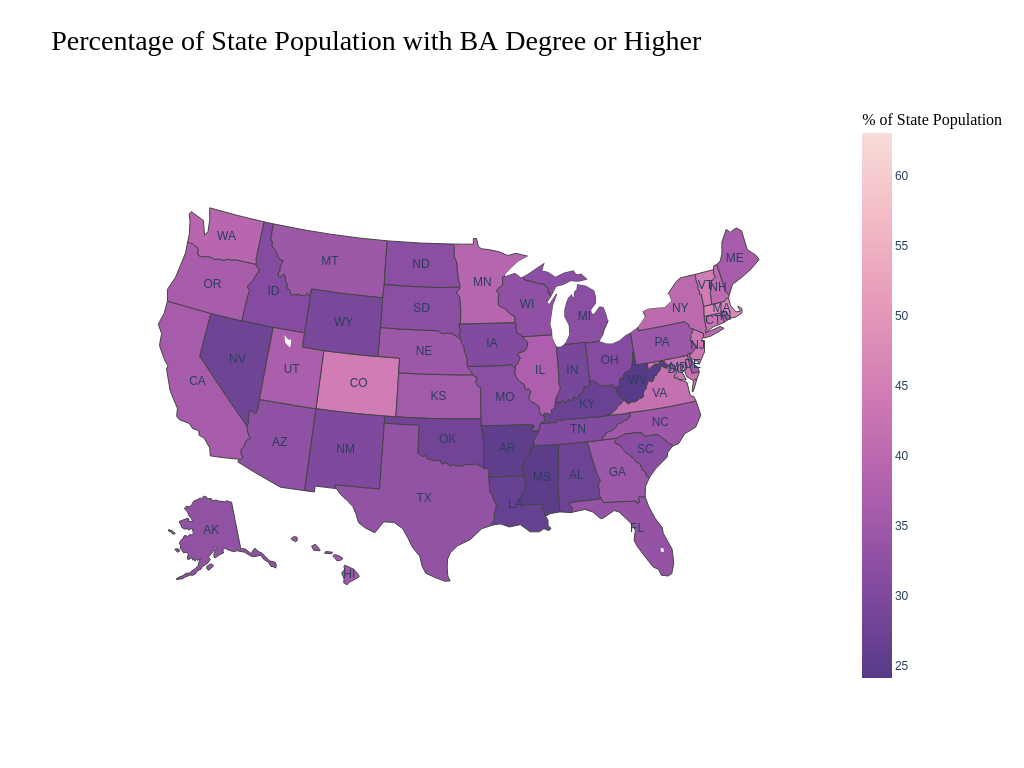 Percentage of State Population with BA Degree or Higher
% of State Population
60
55
50
45
40
35
30
25
WA
OR
CA
NV
ID
MT
WY
UT
CO
AZ
NM
ND
SD
NE
KS
OK
TX
MN
IA
MO
AR
LA
WI
IL
MI
IN
OH
KY
TN
MS
AL
GA
FL
SC
NC
VA
WV
PA
NY
ME
VT
NH
MA
CT
RI
NJ
DE
MD
DC
AK
HI